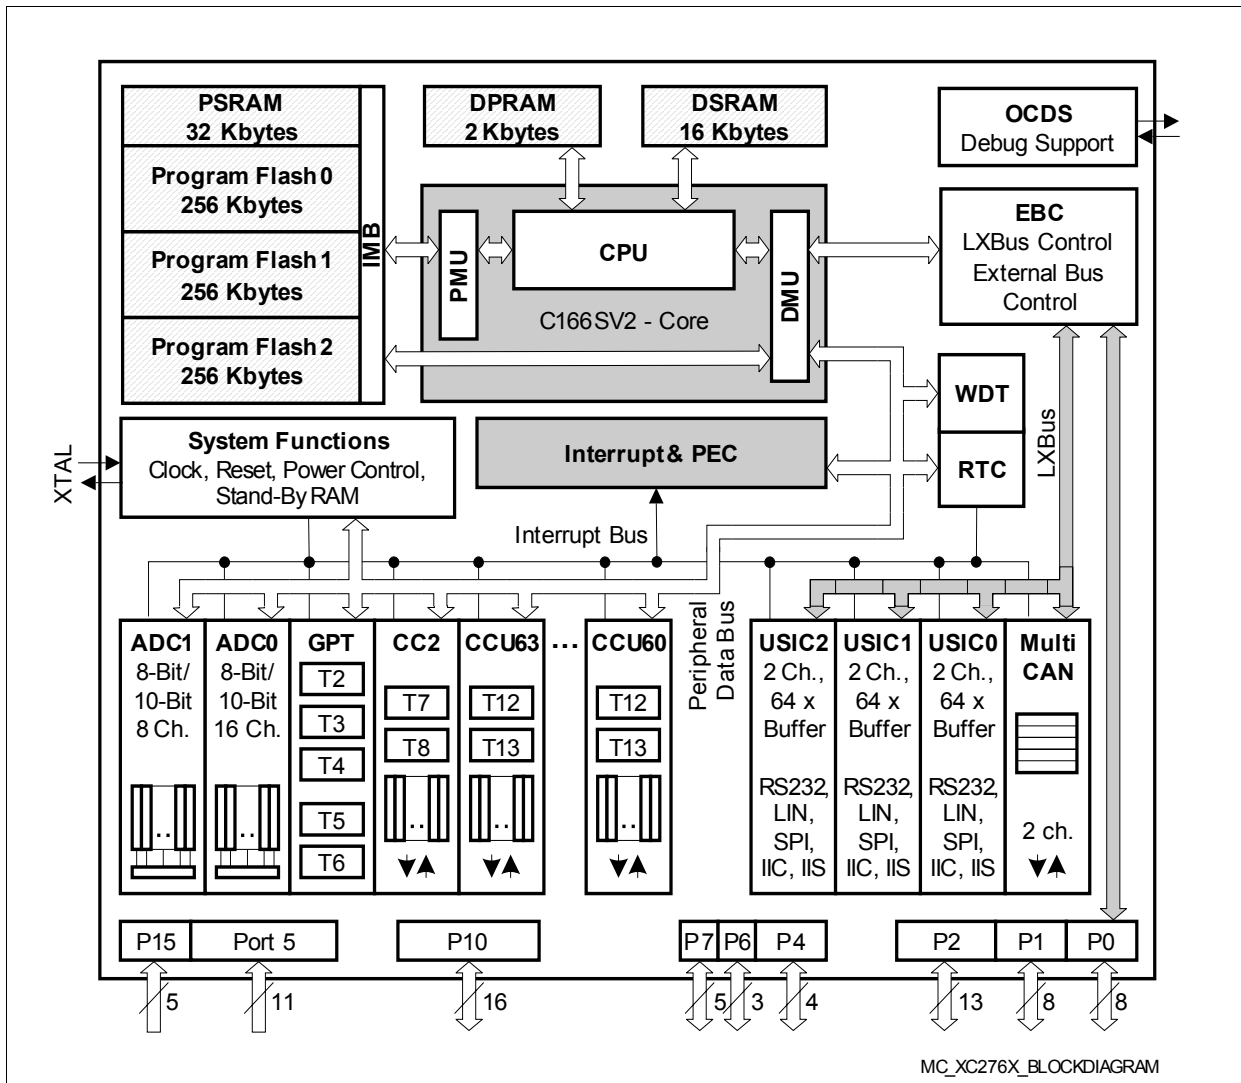 PSRAM
32 Kbytes
Program Flash 0
256 Kbytes
Program Flash 1
256 Kbytes
Program Flash 2
256 Kbytes
IMB
DPRAM
2 Kbytes
DSRAM
16 Kbytes
OCDS
Debug Support
PMU
CPU
DMU
C166SV2 - Core
EBC
LXBus Control
External Bus
Control
WDT
RTC
LXBus
XTAL
System Functions
Clock, Reset, Power Control,
Stand-By RAM
Interrupt & PEC
Interrupt Bus
Peripheral
Data Bus
ADC1
8-Bit/
10-Bit
8 Ch.
ADC0
8-Bit/
10-Bit
16 Ch.
GPT
T2
T3
T4
T5
T6
CC2
T7
T8
..
CCU63
T12
T13
..
...
CCU60
T12
T13
..
USIC2
2 Ch.,
64 x
Buffer
RS232,
LIN,
SPI,
IIC, IIS
USIC1
2 Ch.,
64 x
Buffer
RS232,
LIN,
SPI,
IIC, IIS
USIC0
2 Ch.,
64 x
Buffer
RS232,
LIN,
SPI,
IIC, IIS
Multi
CAN
2 ch.
P15
Port 5
P10
P7
P6
P4
P2
P1
P0
5
11
16
5
3
4
13
8
8
MC_XC276X_BLOCKDIAGRAM